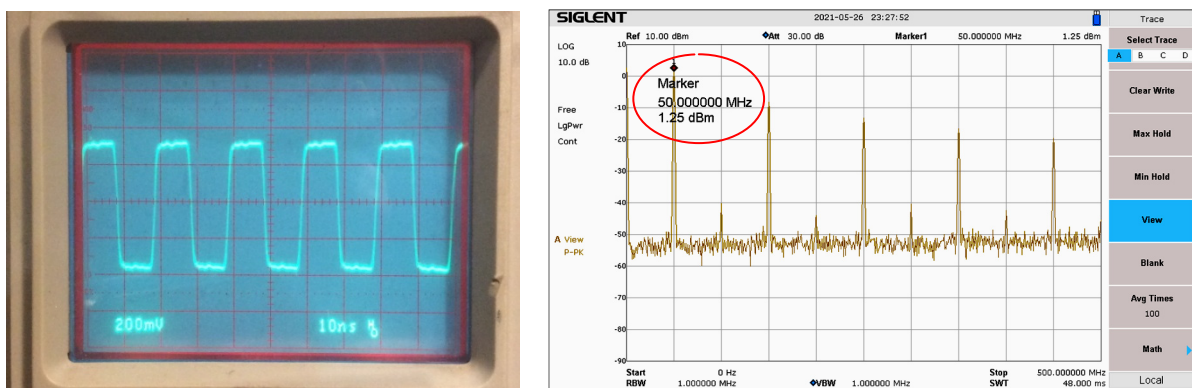 200mV 10ns
SIGLENT 2021-05-26 23:27:52
Ref 10.00 dBm Att 30.00 dB Marker1 50.000000 MHz 1.25 dBm
LOG
10.0 dB
Free
LgPwr
Cont
A View
P-PK
10
0
-10
-20
-30
-40
-50
-60
-70
-80
-90
Marker
50.000000 MHz
1.25 dBm
Start 0 Hz Stop 500.000000 MHz
RBW 1.000000 MHz VBW 1.000000 MHz SWT 48.000 ms
Trace
Select Trace
A B C D
Clear Write
Max Hold
Min Hold
View
Blank
Avg Times
100
Math
Local